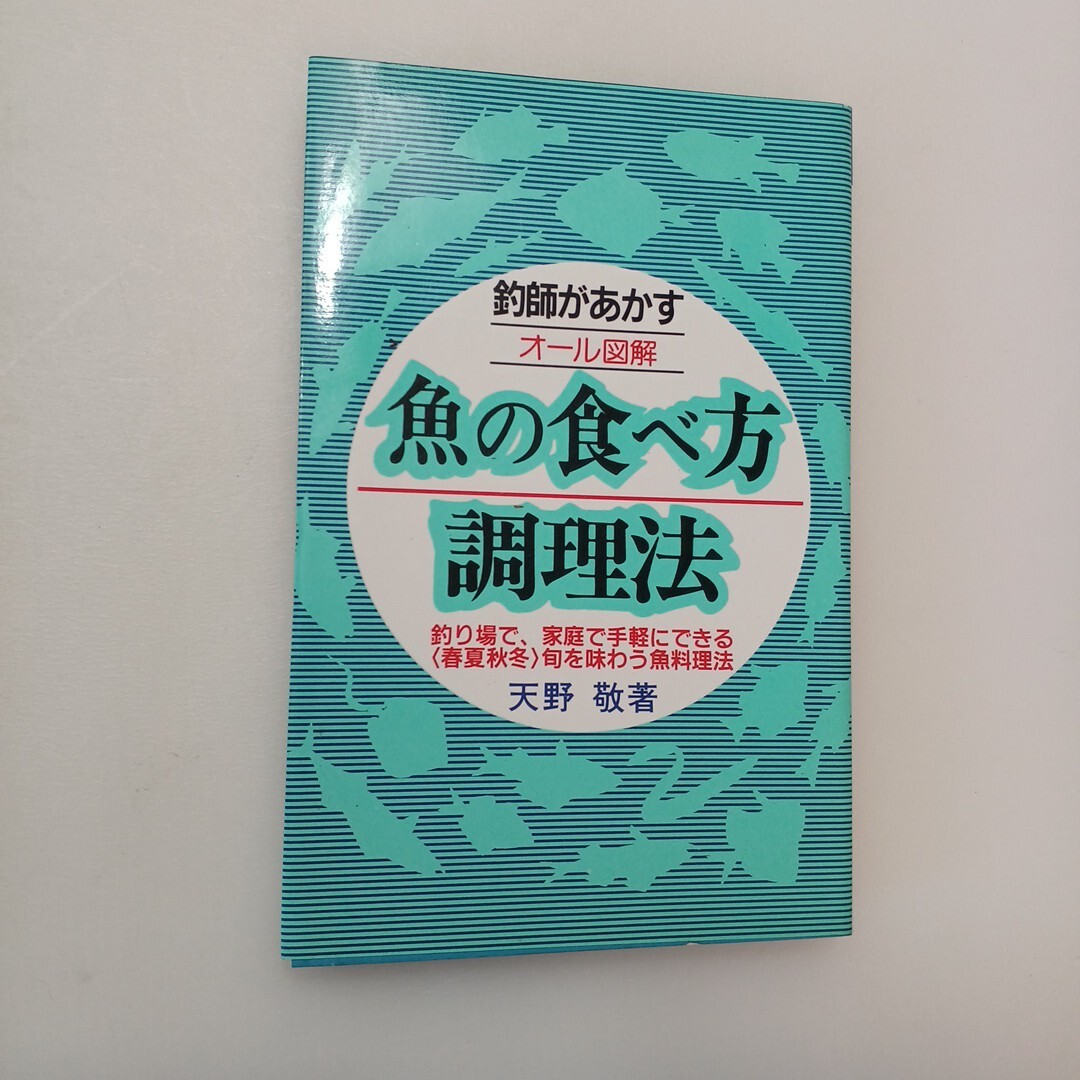 釣師があかす
オール図解
魚の食べ方
調理法
釣り場で、家庭で手軽にできる
〈春夏秋冬〉旬を味わう魚料理法
天野 敬著